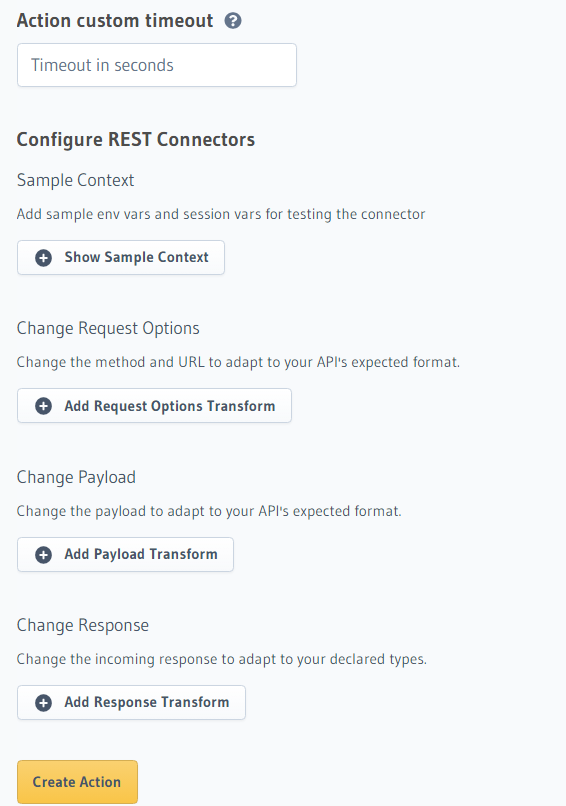 Action custom timeout
Timeout in seconds
Configure REST Connectors
Sample Context
Add sample env vars and session vars for testing the connector
Show Sample Context
Change Request Options
Change the method and URL to adapt to your API's expected format.
Add Request Options Transform
Change Payload
Change the payload to adapt to your API's expected format.
Add Payload Transform
Change Response
Change the incoming response to adapt to your declared types.
Add Response Transform
Create Action